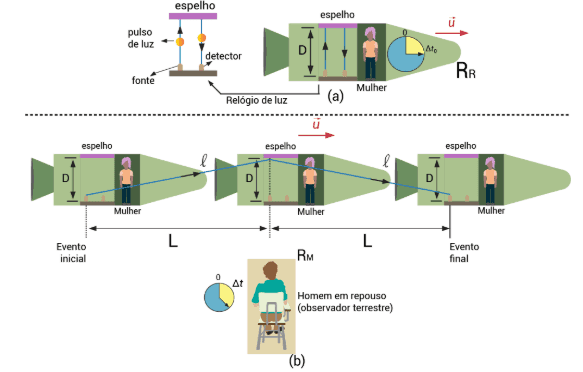 espelho
pulso
de luz
detector
fonte
Relógio de luz
(a)
D
0
Δt₀
Mulher
u⃗
R_R
u⃗
espelho
D
Mulher
ℓ
espelho
D
Mulher
ℓ
espelho
D
Mulher
Evento
inicial
L
L
Evento
final
R_M
0
Δt
Homem em repouso
(observador terrestre)
(b)